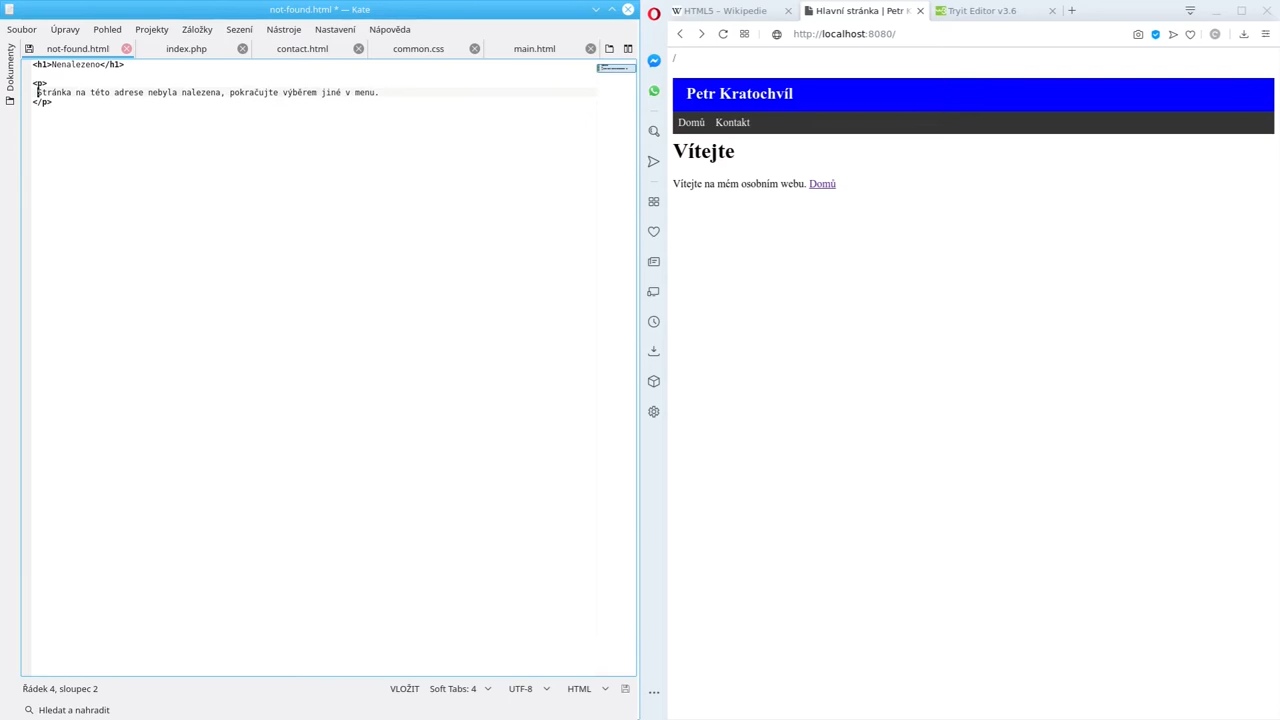 not-found.html * — Kate
Soubor Úpravy Pohled Projekty Záložky Sezení Nástroje Nastavení Nápověda
Dokumenty
not-found.html index.php contact.html common.css main.html
<h1>Nenalezeno</h1>
<p>
Stránka na této adrese nebyla nalezena, pokračujte výběrem jiné v menu.
</p>
Řádek 4, sloupec 2 VLOŽIT Soft Tabs: 4 UTF-8 HTML
Hledat a nahradit
HTML5 – Wikipedie Hlavní stránka | Petr K Tryit Editor v3.6
http://localhost:8080/
/
Petr Kratochvíl
Domů Kontakt
Vítejte
Vítejte na mém osobním webu. Domů